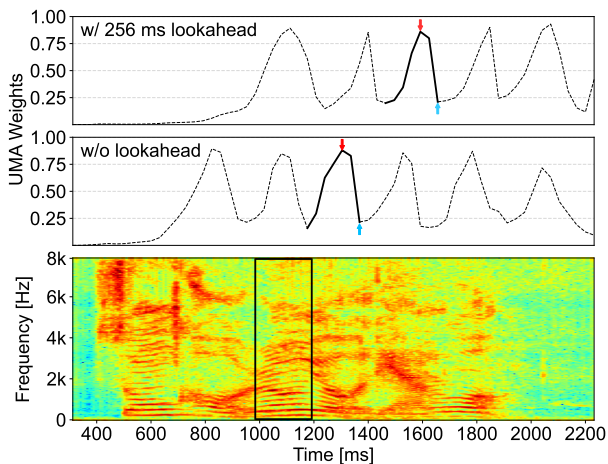 UMA Weights
w/ 256 ms lookahead
1.00
0.75
0.50
0.25
w/o lookahead
1.00
0.75
0.50
0.25
Frequency [Hz]
8k
6k
4k
2k
0
400 600 800 1000 1200 1400 1600 1800 2000 2200
Time [ms]